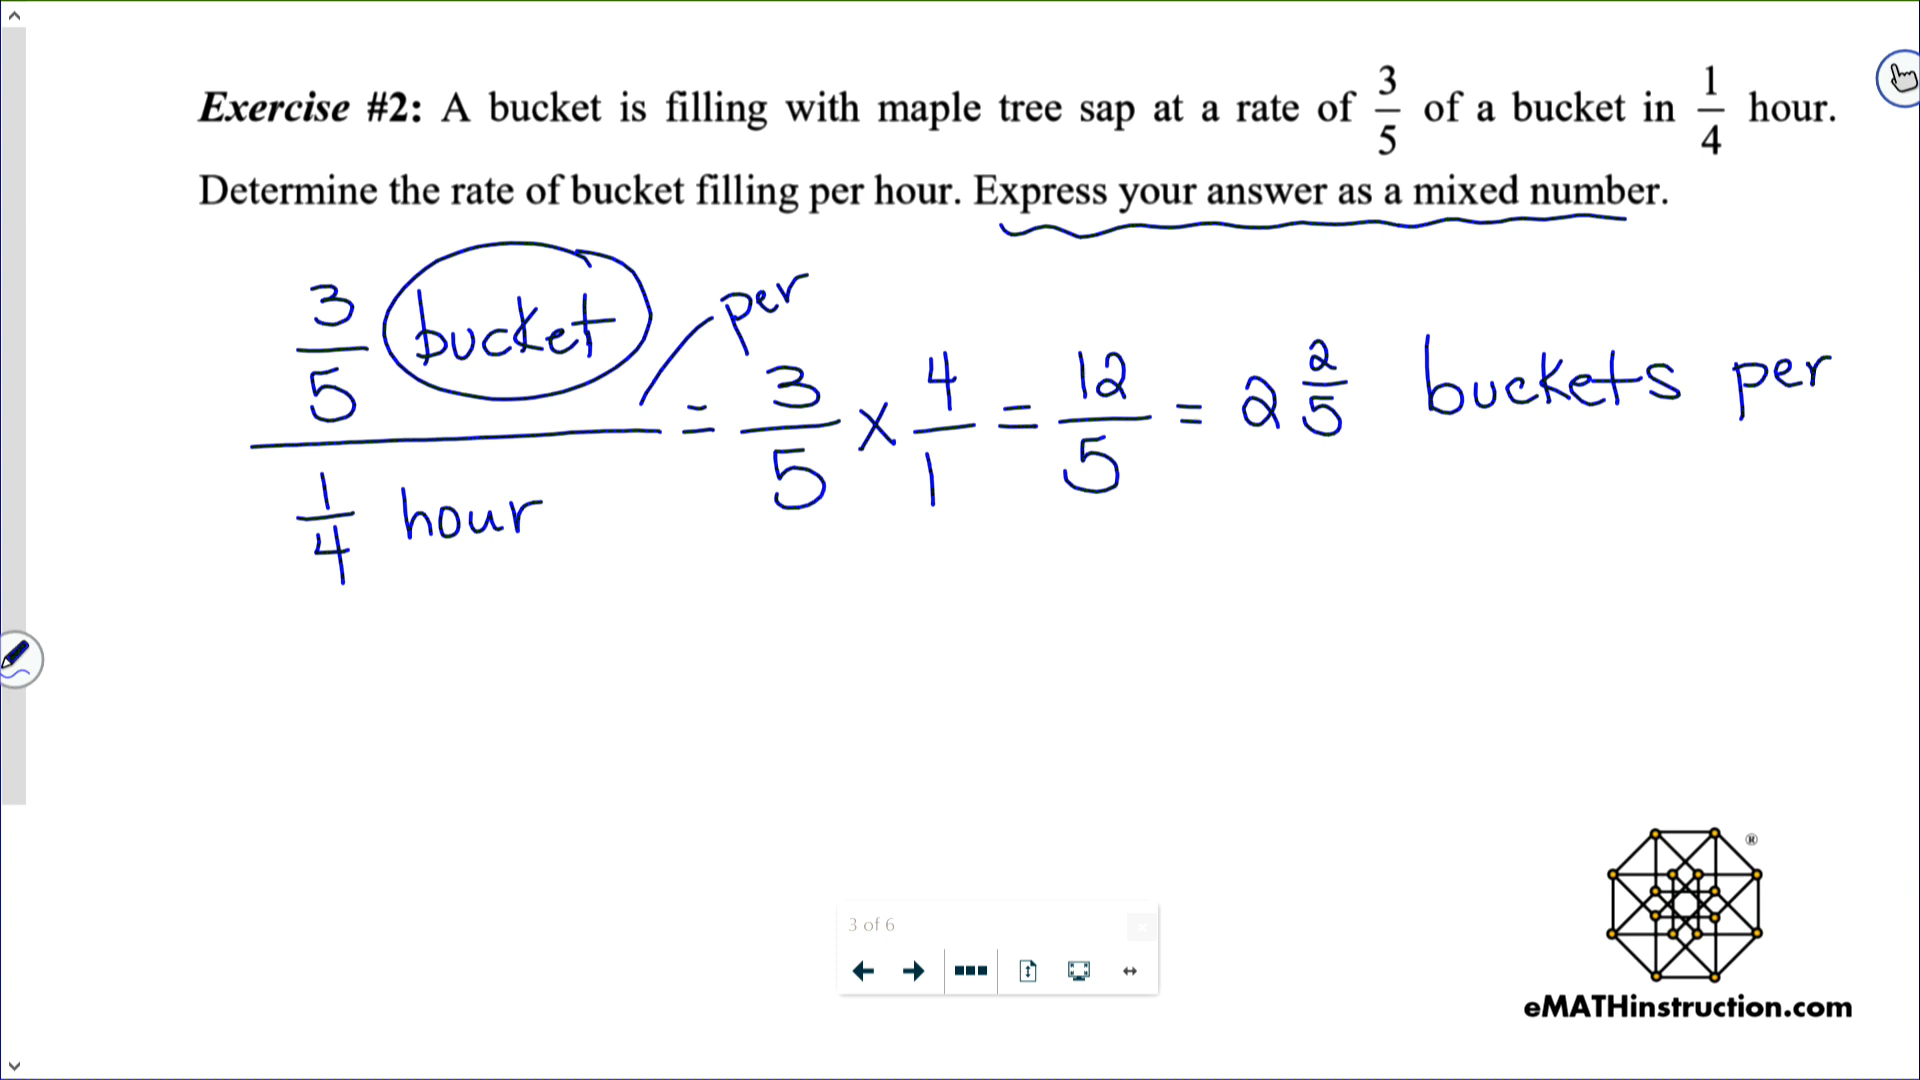 Exercise #2: A bucket is filling with maple tree sap at a rate of 3/5 of a bucket in 1/4 hour.
Determine the rate of bucket filling per hour. Express your answer as a mixed number.
3/5 bucket
per
1/4 hour
= 3/5 × 4/1 = 12/5 = 2 2/5 buckets per
3 of 6
®
eMATHinstruction.com